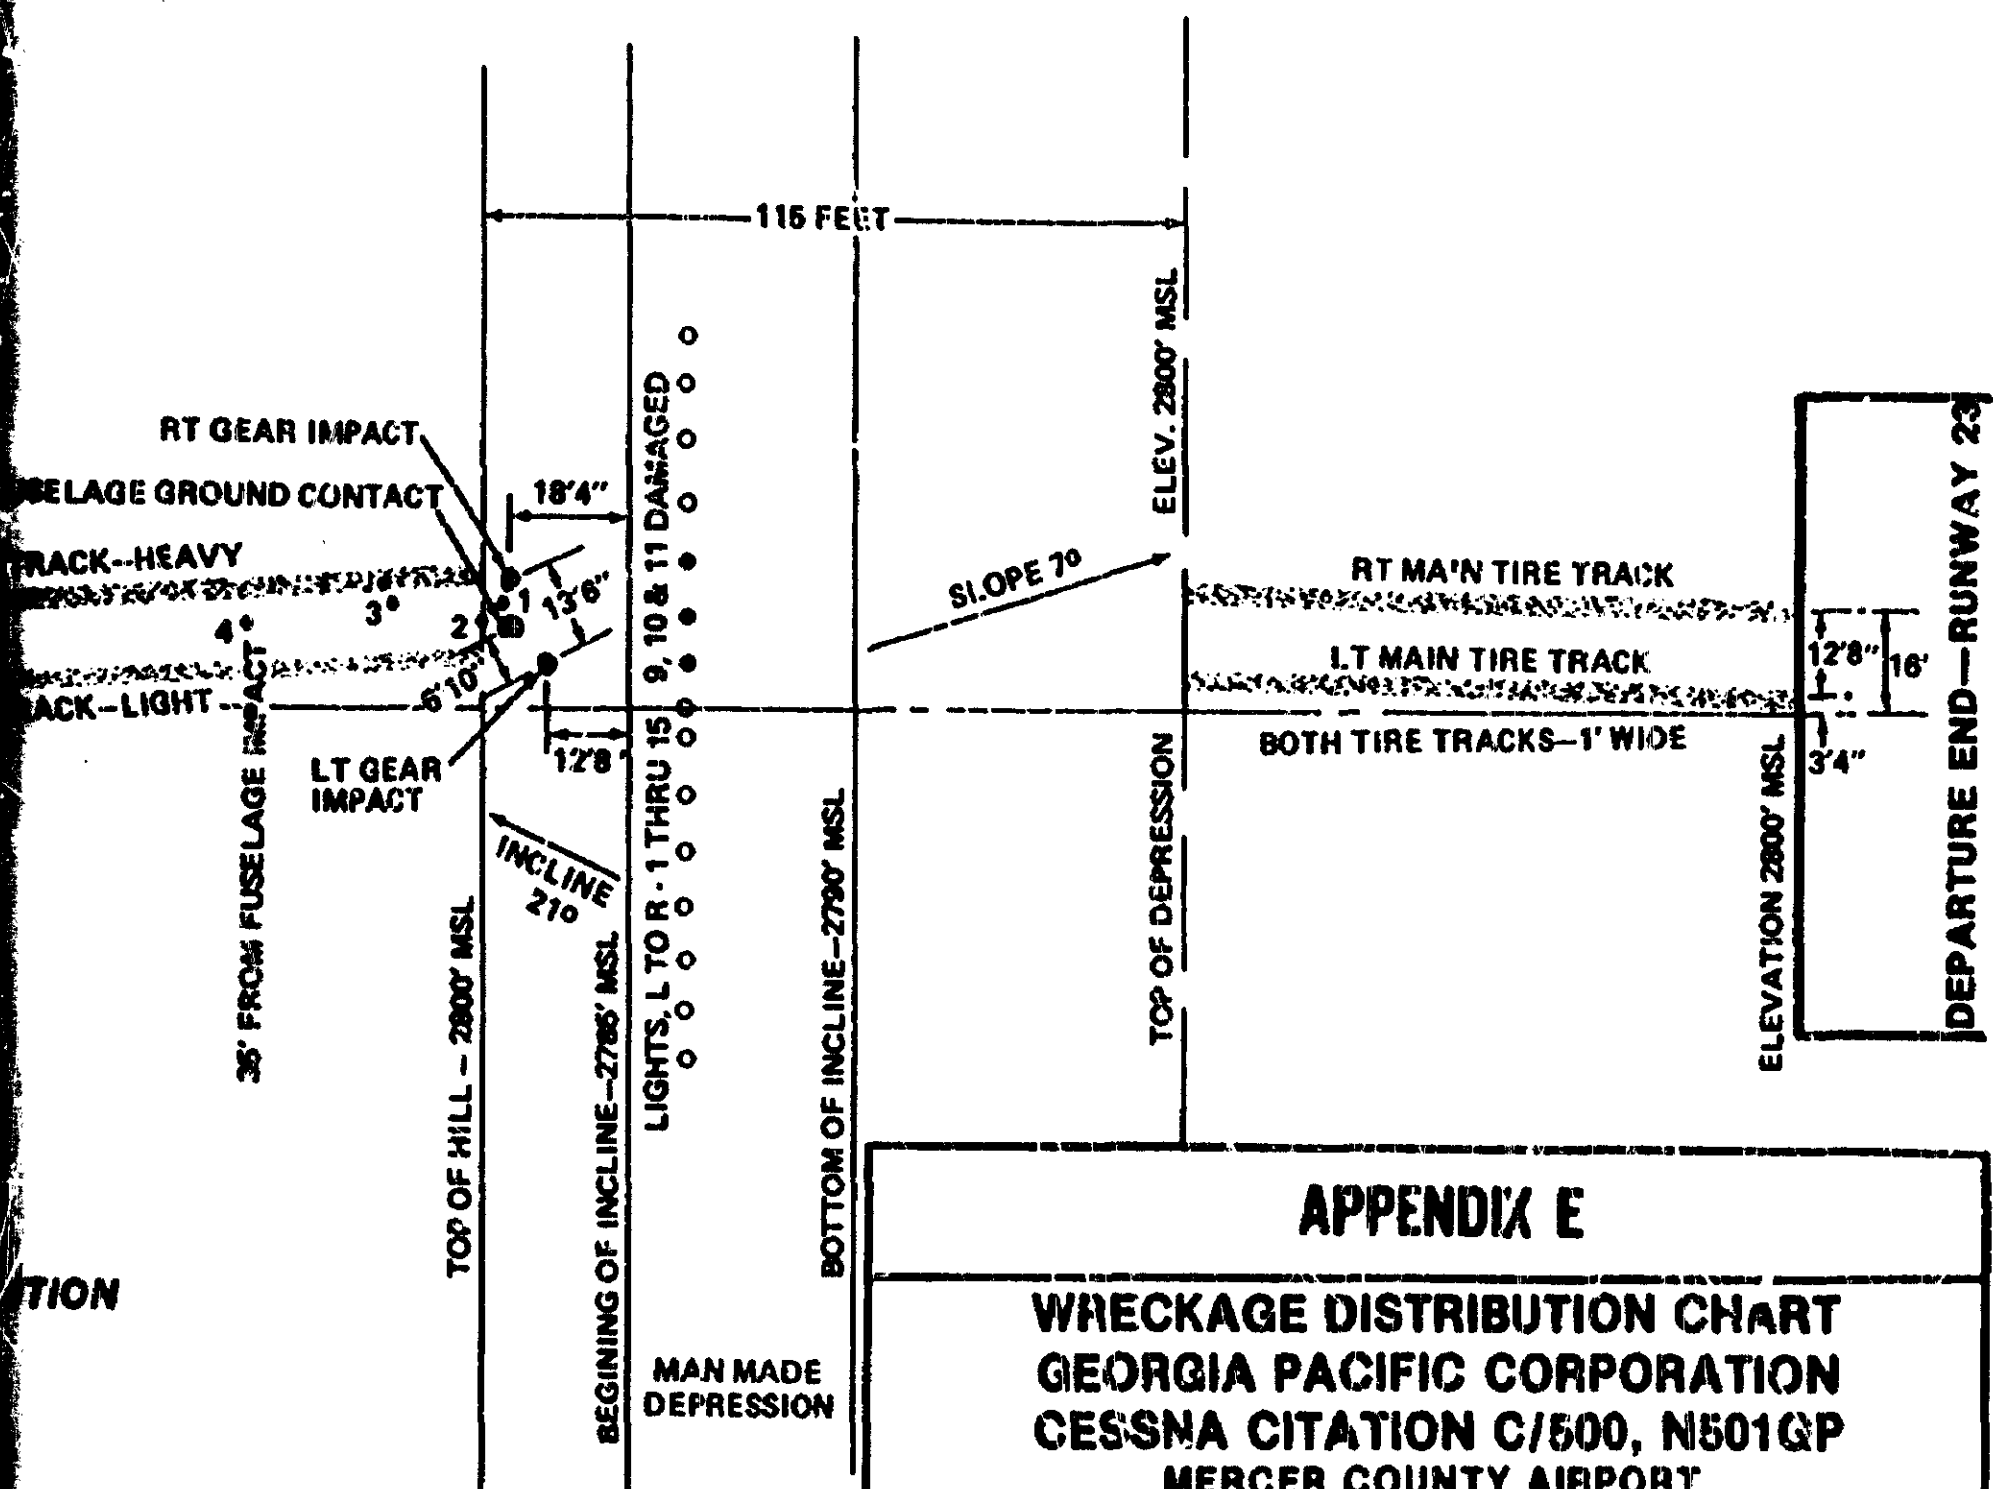 115 FEET
ELEV. 2800' MSL
RT GEAR IMPACT
SELAGE GROUND CONTACT
18'4"
TRACK--HEAVY
13'6"
1
2
3
4
6'10"
ACK-LIGHT
LT GEAR
IMPACT
12'8"
INCLINE
21o
35' FROM FUSELAGE IMPACT
TOP OF HILL - 2800' MSL
BEGINING OF INCLINE-2785' MSL
LIGHTS, L TO R - 1 THRU 15 9, 10 & 11 DAMAGED
BOTTOM OF INCLINE-2790' MSL
MAN MADE
DEPRESSION
SLOPE 7o
TOP OF DEPRESSION
RT MAIN TIRE TRACK
LT MAIN TIRE TRACK
BOTH TIRE TRACKS-1' WIDE
12'8"
16'
3'4"
ELEVATION 2800' MSL
DEPARTURE END-RUNWAY 23
TION
APPENDIX E
WRECKAGE DISTRIBUTION CHART
GEORGIA PACIFIC CORPORATION
CESSNA CITATION C/500, N501GP
MERCER COUNTY AIRPORT